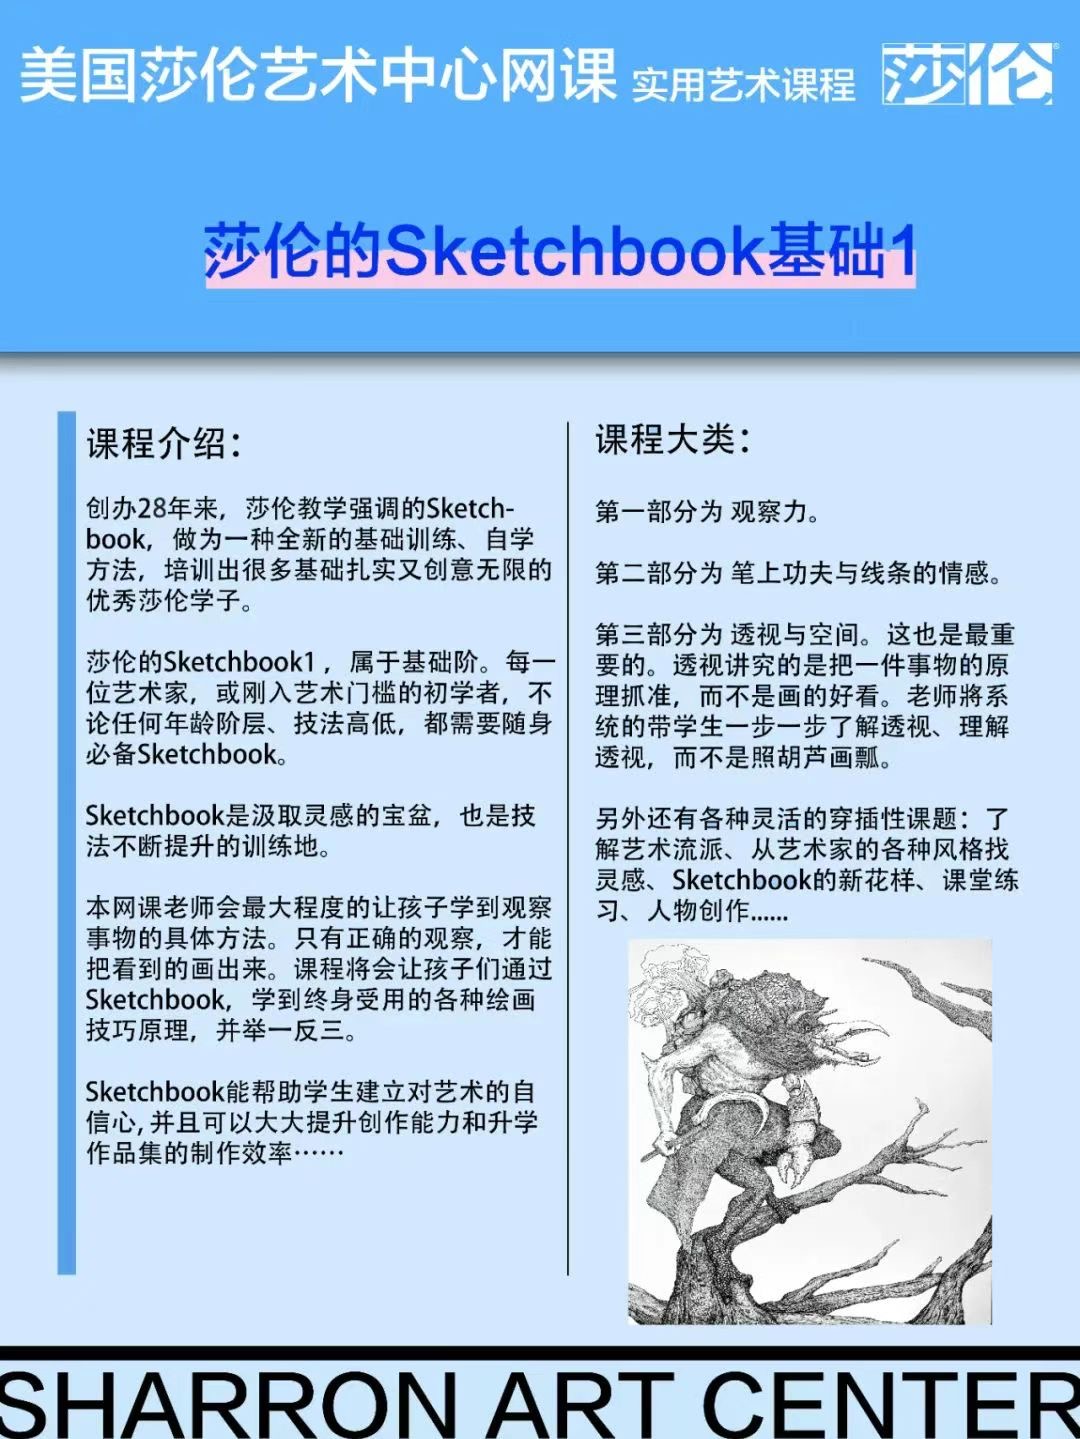 美国莎伦艺术中心网课 实用艺术课程 莎伦®
莎伦的Sketchbook基础1
课程介绍：
创办28年来，莎伦教学强调的Sketch-
book，做为一种全新的基础训练、自学
方法，培训出很多基础扎实又创意无限的
优秀莎伦学子。
莎伦的Sketchbook1，属于基础阶。每一
位艺术家，或刚入艺术门槛的初学者，不
论任何年龄阶层、技法高低，都需要随身
必备Sketchbook。
Sketchbook是汲取灵感的宝盆，也是技
法不断提升的训练地。
本网课老师会最大程度的让孩子学到观察
事物的具体方法。只有正确的观察，才能
把看到的画出来。课程将会让孩子们通过
Sketchbook，学到终身受用的各种绘画
技巧原理，并举一反三。
Sketchbook能帮助学生建立对艺术的自
信心,并且可以大大提升创作能力和升学
作品集的制作效率……
课程大类：
第一部分为 观察力。
第二部分为 笔上功夫与线条的情感。
第三部分为 透视与空间。这也是最重
要的。透视讲究的是把一件事物的原
理抓准，而不是画的好看。老师將系
统的带学生一步一步了解透视、理解
透视，而不是照胡芦画瓢。
另外还有各种灵活的穿插性课题：了
解艺术流派、从艺术家的各种风格找
灵感、Sketchbook的新花样、课堂练
习、人物创作......
SHARRON ART CENTER